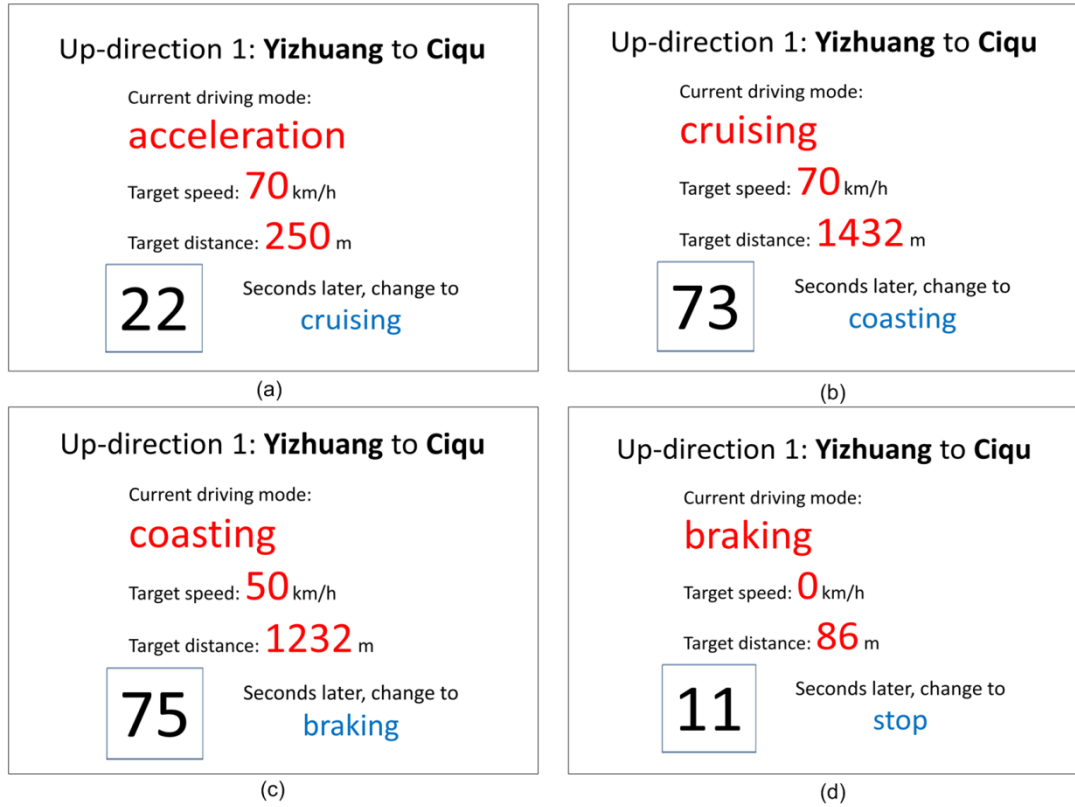 Up-direction 1: Yizhuang to Ciqu
Current driving mode:
acceleration
Target speed: 70 km/h
Target distance: 250 m
22
Seconds later, change to
cruising
(a)
Up-direction 1: Yizhuang to Ciqu
Current driving mode:
cruising
Target speed: 70 km/h
Target distance: 1432 m
73
Seconds later, change to
coasting
(b)
Up-direction 1: Yizhuang to Ciqu
Current driving mode:
coasting
Target speed: 50 km/h
Target distance: 1232 m
75
Seconds later, change to
braking
(c)
Up-direction 1: Yizhuang to Ciqu
Current driving mode:
braking
Target speed: 0 km/h
Target distance: 86 m
11
Seconds later, change to
stop
(d)